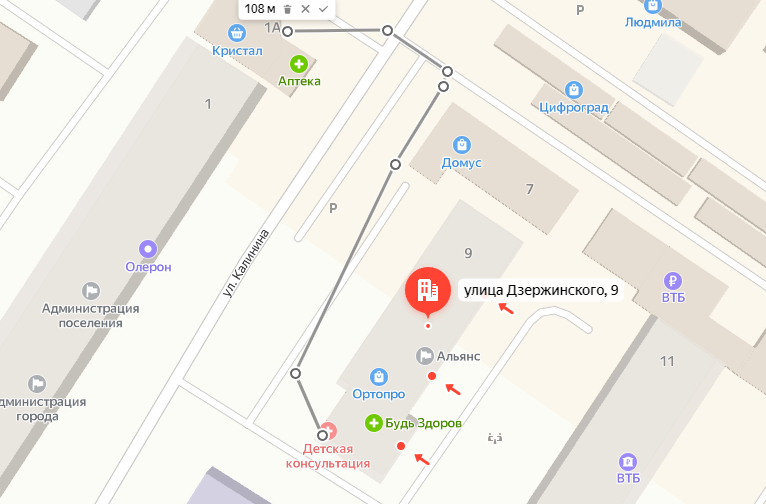 108 м
Людмила
P
1А
Кристал
Аптека
1
Цифроград
Домус
7
P
ул. Калинина
Олерон
9
улица Дзержинского, 9
ВТБ
Администрация
поселения
Альянс
11
Ортопро
дминистрация
города
Будь Здоров
Детская
консультация
ВТБ